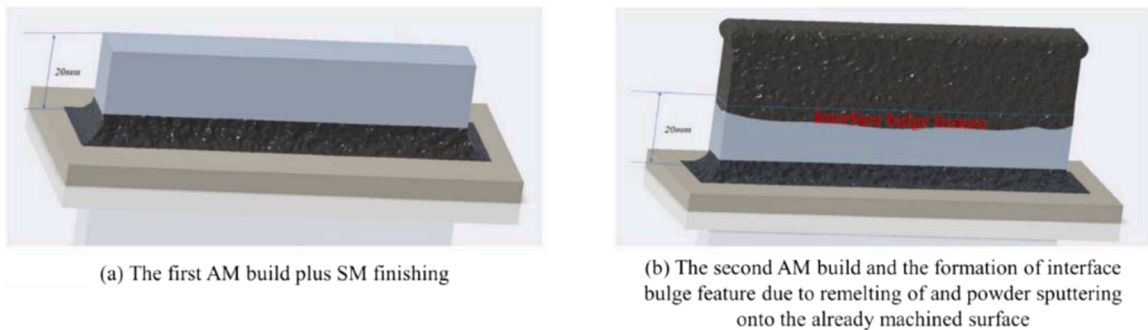 20mm
20mm
Interface bulge feature
(a) The first AM build plus SM finishing
(b) The second AM build and the formation of interface
bulge feature due to remelting of and powder sputtering
onto the already machined surface